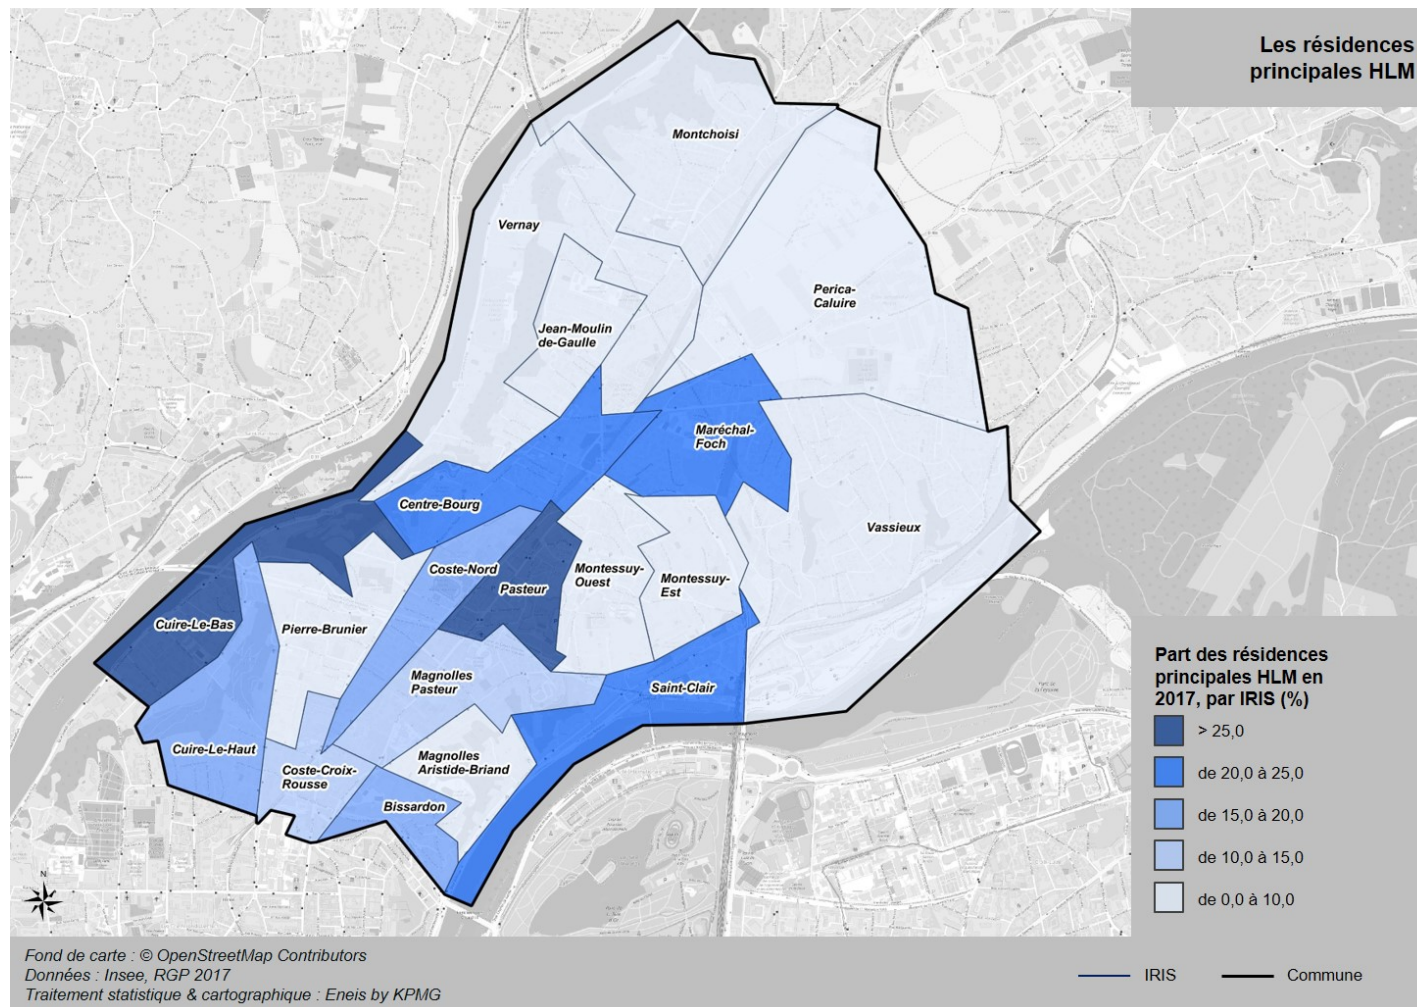 Les résidences
principales HLM
Montchoisi
Vernay
Perica-
Caluire
Jean-Moulin
de-Gaulle
Maréchal-
Foch
Centre-Bourg
Vassieux
Coste-Nord
Pasteur
Montessuy-
Ouest
Montessuy-
Est
Cuire-Le-Bas
Pierre-Brunier
Magnolles
Pasteur
Saint-Clair
Cuire-Le-Haut
Coste-Croix-
Rousse
Magnolles
Aristide-Briand
Bissardon
Part des résidences
principales HLM en
2017, par IRIS (%)
> 25,0
de 20,0 à 25,0
de 15,0 à 20,0
de 10,0 à 15,0
de 0,0 à 10,0
N
Fond de carte : © OpenStreetMap Contributors
Données : Insee, RGP 2017
Traitement statistique & cartographique : Eneis by KPMG
IRIS
Commune